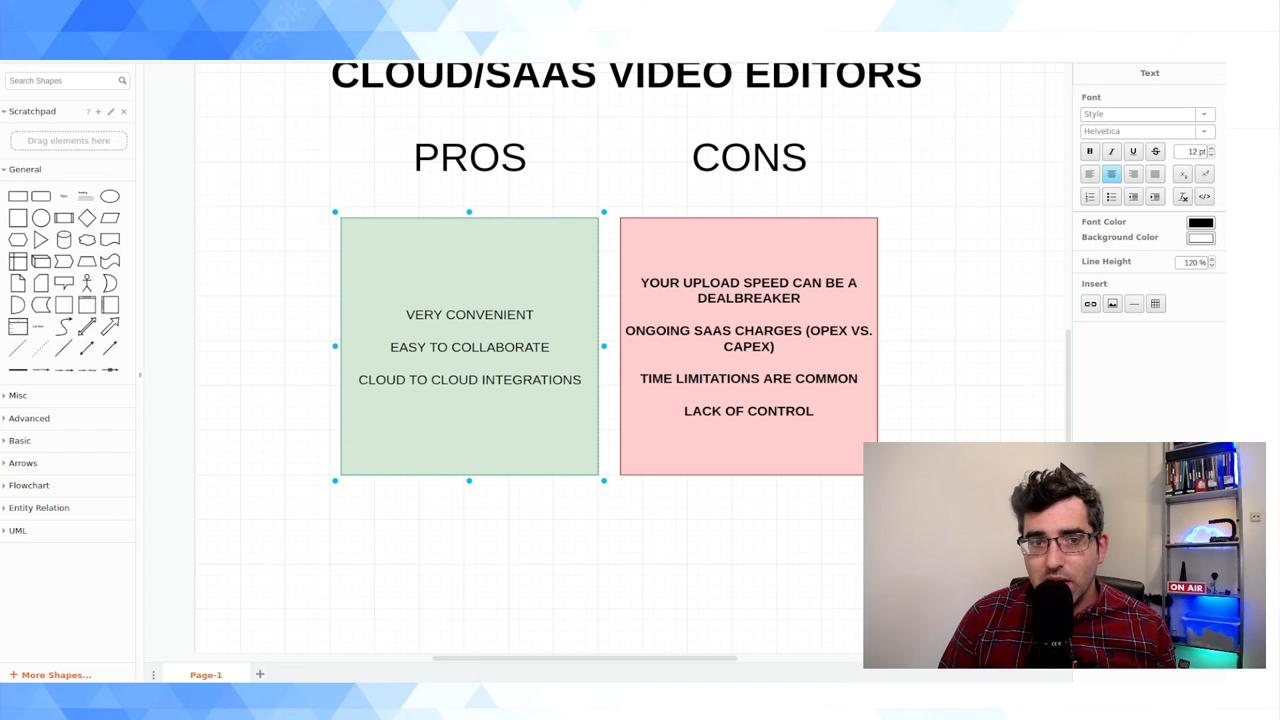 CLOUD/SAAS VIDEO EDITORS
PROS
CONS
VERY CONVENIENT
EASY TO COLLABORATE
CLOUD TO CLOUD INTEGRATIONS
YOUR UPLOAD SPEED CAN BE A
DEALBREAKER
ONGOING SAAS CHARGES (OPEX VS.
CAPEX)
TIME LIMITATIONS ARE COMMON
LACK OF CONTROL
Search Shapes
Scratchpad
Drag elements here
General
Misc
Advanced
Basic
Arrows
Flowchart
Entity Relation
UML
+ More Shapes...
Page-1
Text
Font
Style
Helvetica
B I U S 12 pt
Font Color
Background Color
Line Height 120 %
Insert
ON AIR